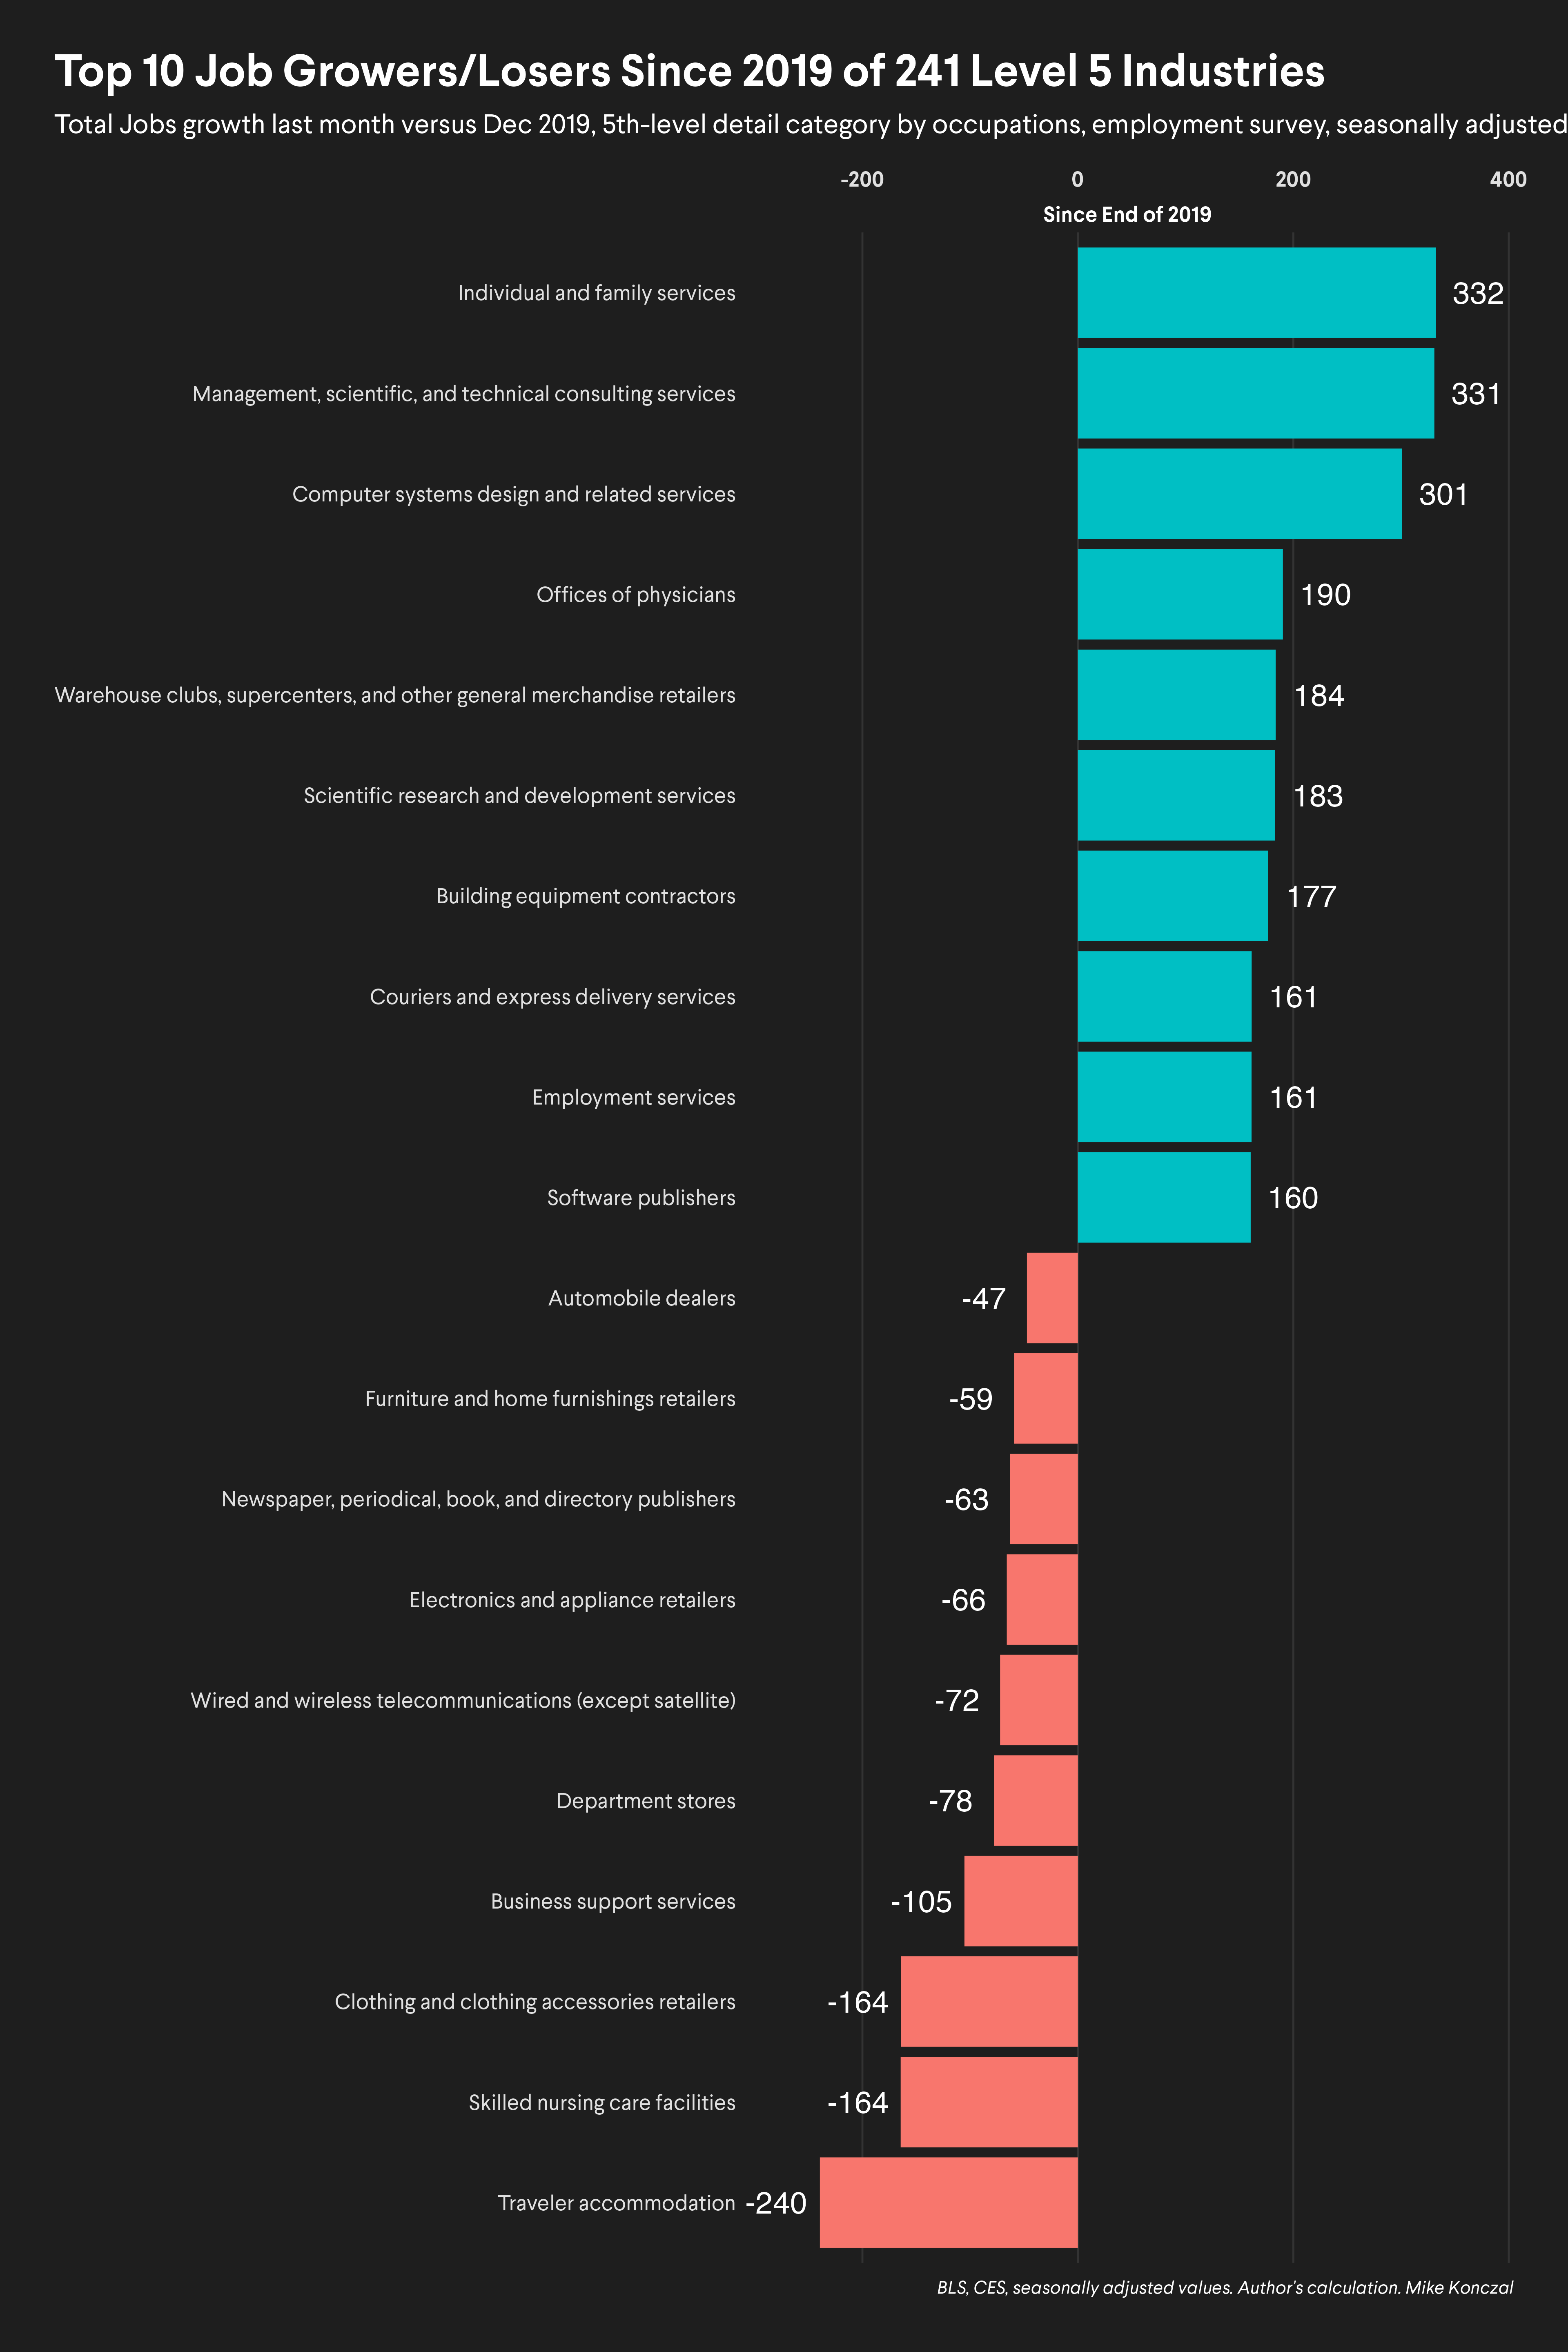 Top 10 Job Growers/Losers Since 2019 of 241 Level 5 Industries
Total Jobs growth last month versus Dec 2019, 5th-level detail category by occupations, employment survey, seasonally adjusted
-200 0 200 400
Since End of 2019
Individual and family services 332
Management, scientific, and technical consulting services 331
Computer systems design and related services 301
Offices of physicians 190
Warehouse clubs, supercenters, and other general merchandise retailers 184
Scientific research and development services 183
Building equipment contractors 177
Couriers and express delivery services 161
Employment services 161
Software publishers 160
Automobile dealers -47
Furniture and home furnishings retailers -59
Newspaper, periodical, book, and directory publishers -63
Electronics and appliance retailers -66
Wired and wireless telecommunications (except satellite) -72
Department stores -78
Business support services -105
Clothing and clothing accessories retailers -164
Skilled nursing care facilities -164
Traveler accommodation -240
BLS, CES, seasonally adjusted values. Author's calculation. Mike Konczal